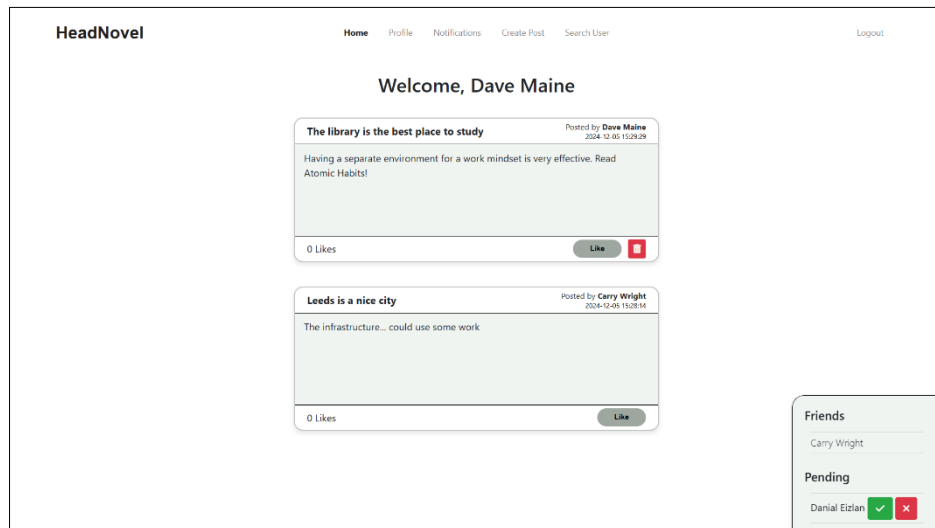 HeadNovel
Home Profile Notifications Create Post Search User Logout
Welcome, Dave Maine
The library is the best place to study
Posted by Dave Maine
2024-12-05 15:29:29
Having a separate environment for a work mindset is very effective. Read
Atomic Habits!
0 Likes
Like
Leeds is a nice city
Posted by Carry Wright
2024-12-05 15:28:14
The infrastructure... could use some work
0 Likes
Like
Friends
Carry Wright
Pending
Danial Eizlan